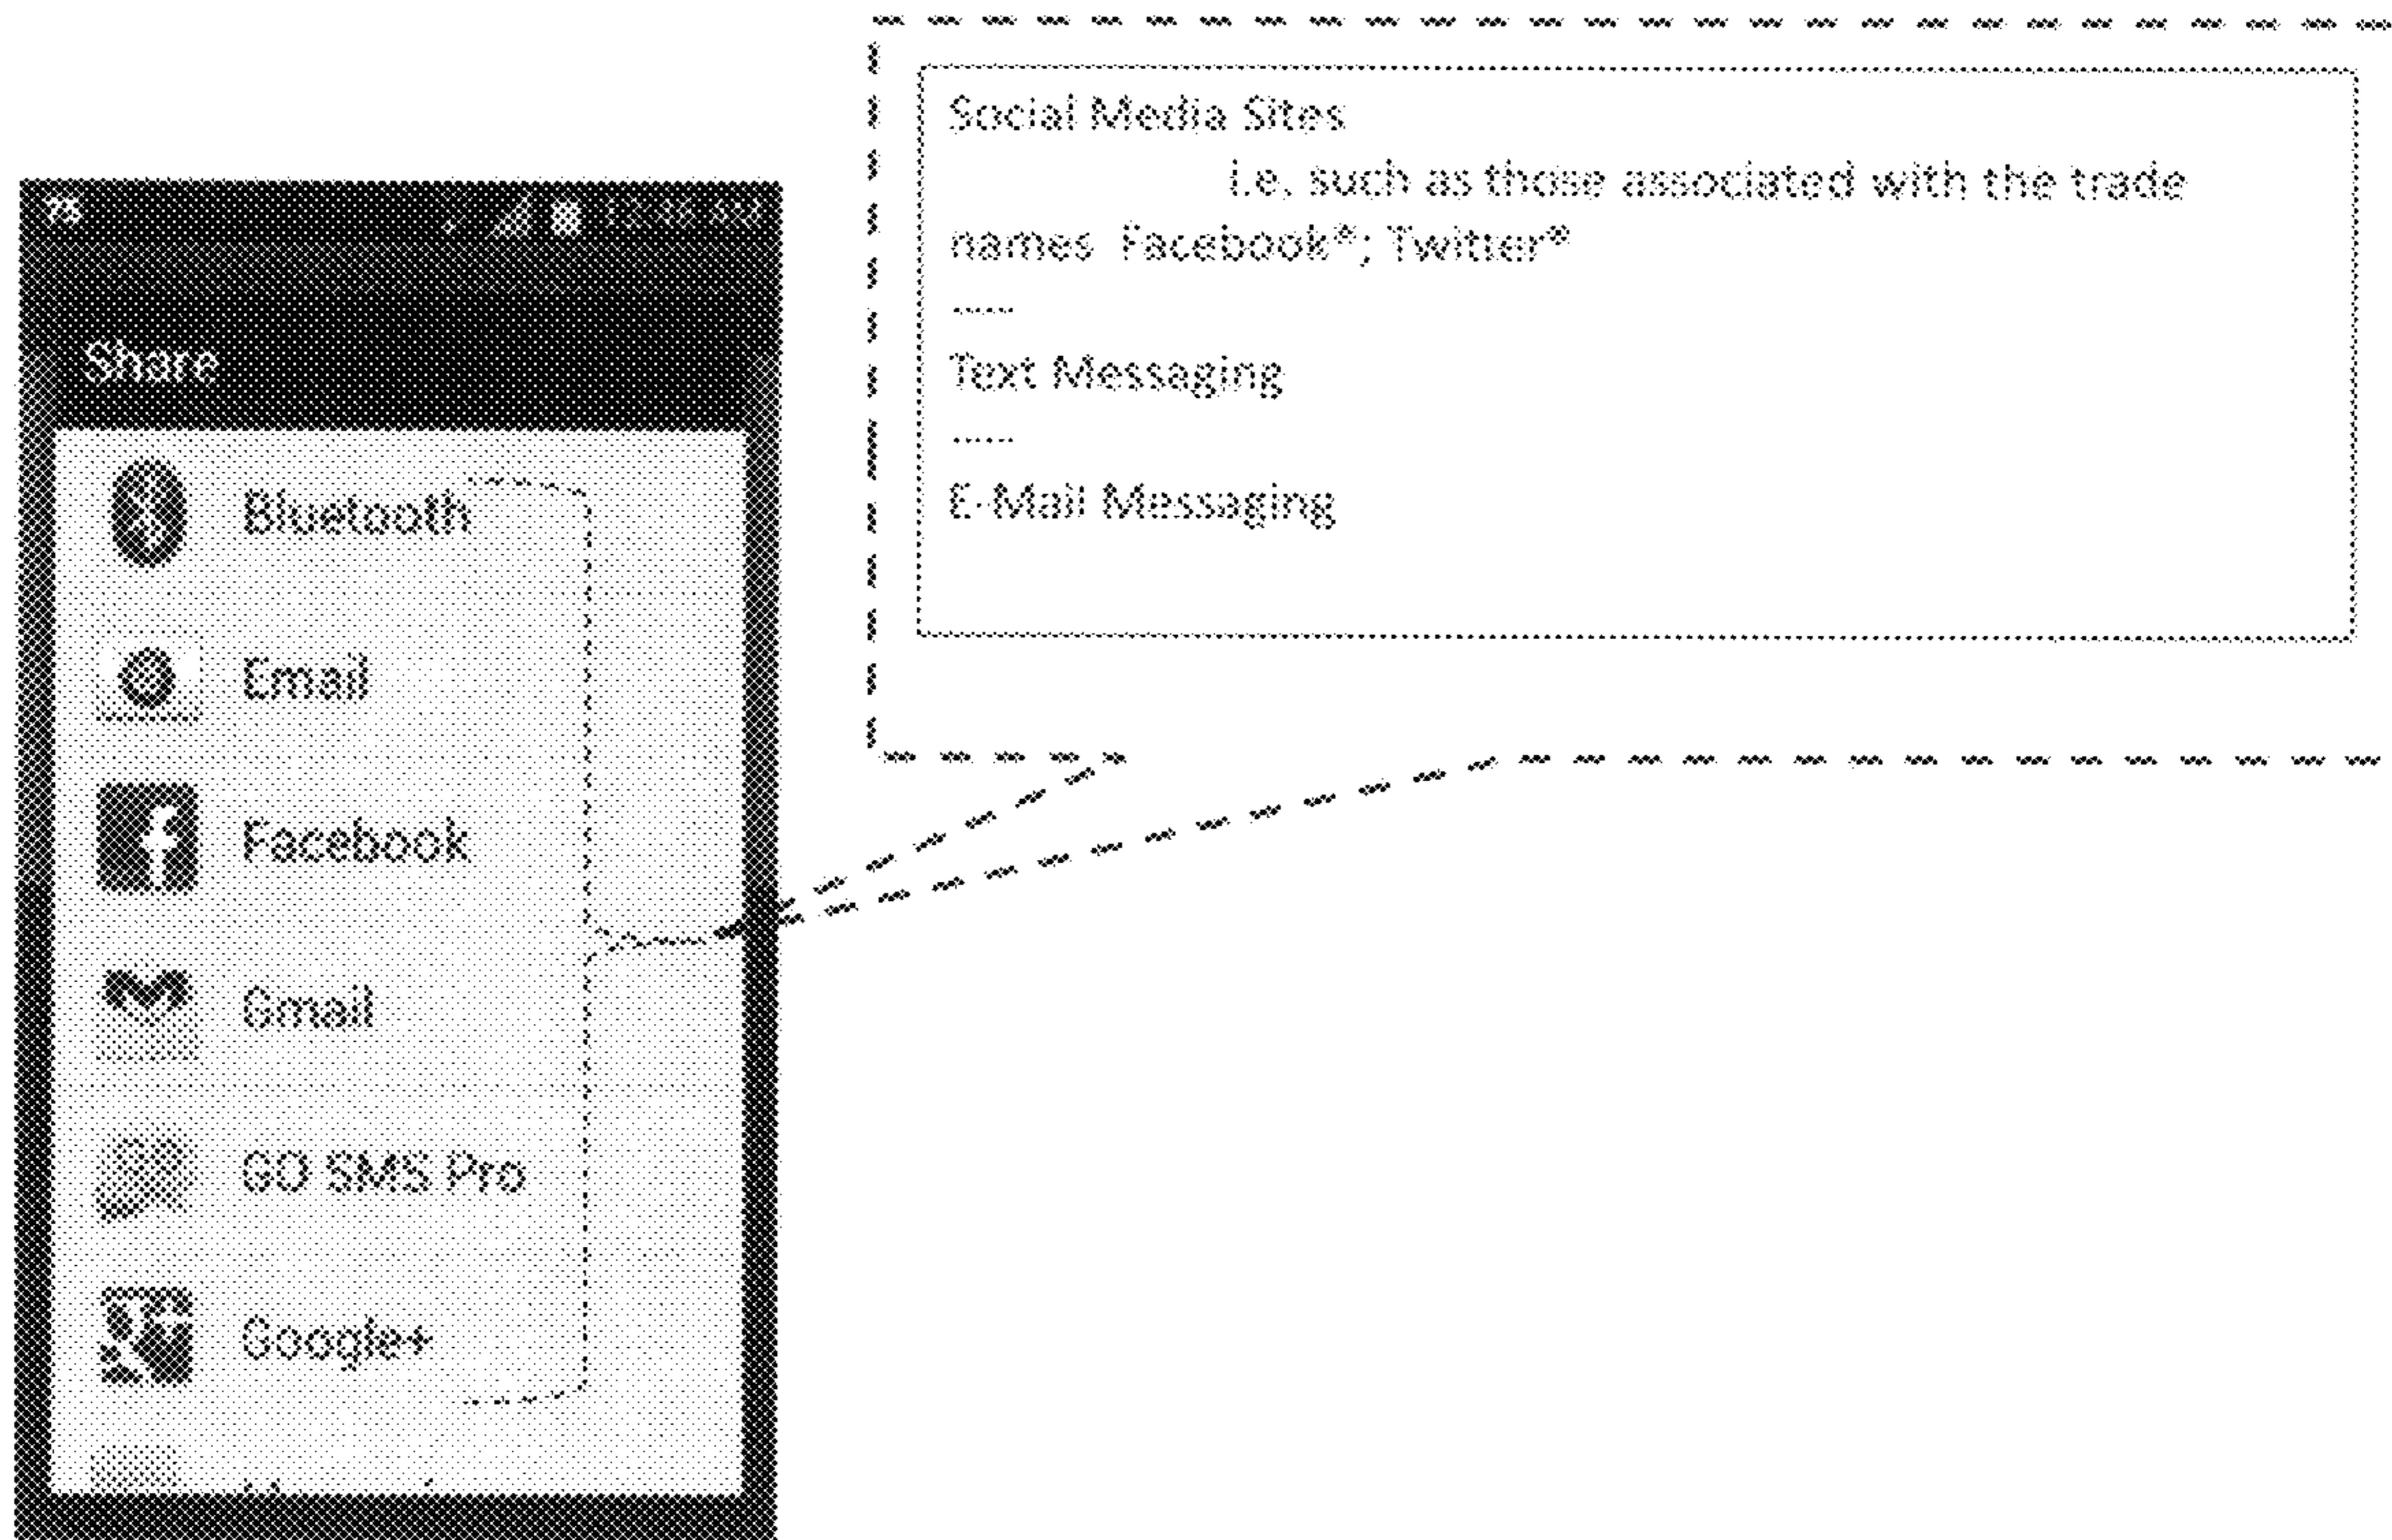 Social Media Sites
i.e. such as those associated with the trade
names Facebook®; Twitter®
-----
Text Messaging
-----
E-Mail Messaging
Share
Bluetooth
Email
Facebook
Gmail
GO SMS Pro
Google+